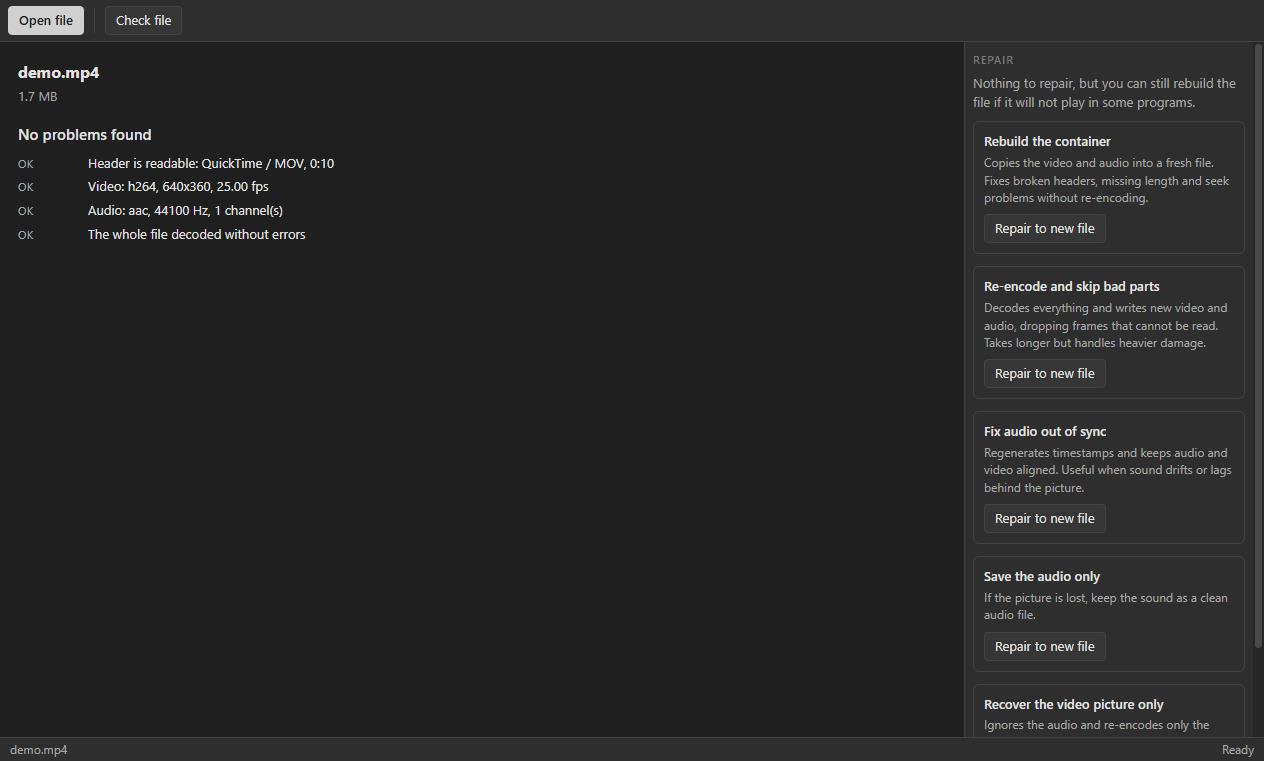 Open file
Check file
demo.mp4
1.7 MB
No problems found
OK Header is readable: QuickTime / MOV, 0:10
OK Video: h264, 640x360, 25.00 fps
OK Audio: aac, 44100 Hz, 1 channel(s)
OK The whole file decoded without errors
REPAIR
Nothing to repair, but you can still rebuild the
file if it will not play in some programs.
Rebuild the container
Copies the video and audio into a fresh file.
Fixes broken headers, missing length and seek
problems without re-encoding.
Repair to new file
Re-encode and skip bad parts
Decodes everything and writes new video and
audio, dropping frames that cannot be read.
Takes longer but handles heavier damage.
Repair to new file
Fix audio out of sync
Regenerates timestamps and keeps audio and
video aligned. Useful when sound drifts or lags
behind the picture.
Repair to new file
Save the audio only
If the picture is lost, keep the sound as a clean
audio file.
Repair to new file
Recover the video picture only
Ignores the audio and re-encodes only the
demo.mp4
Ready